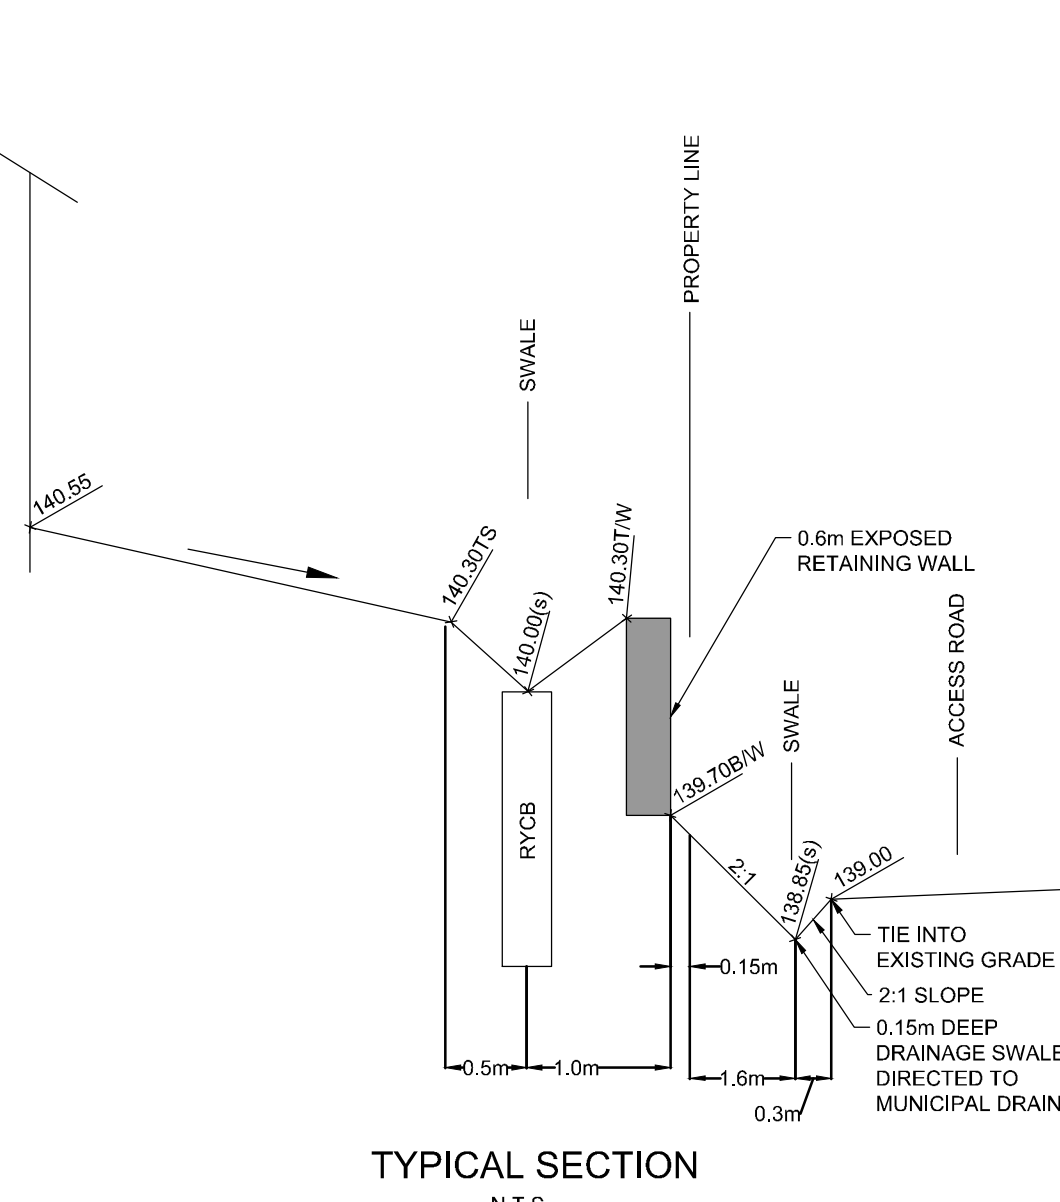 PROPERTY LINE
SWALE
140.55
140.30TS
140.00(s)
140.30T/W
0.6m EXPOSED
RETAINING WALL
ACCESS ROAD
SWALE
139.70B/W
RYCB
2:1
138.85(s)
139.00
TIE INTO
EXISTING GRADE
0.15m
2:1 SLOPE
0.15m DEEP
DRAINAGE SWALE
DIRECTED TO
MUNICIPAL DRAIN
0.5m
1.0m
1.6m
0.3m
TYPICAL SECTION
N.T.S.